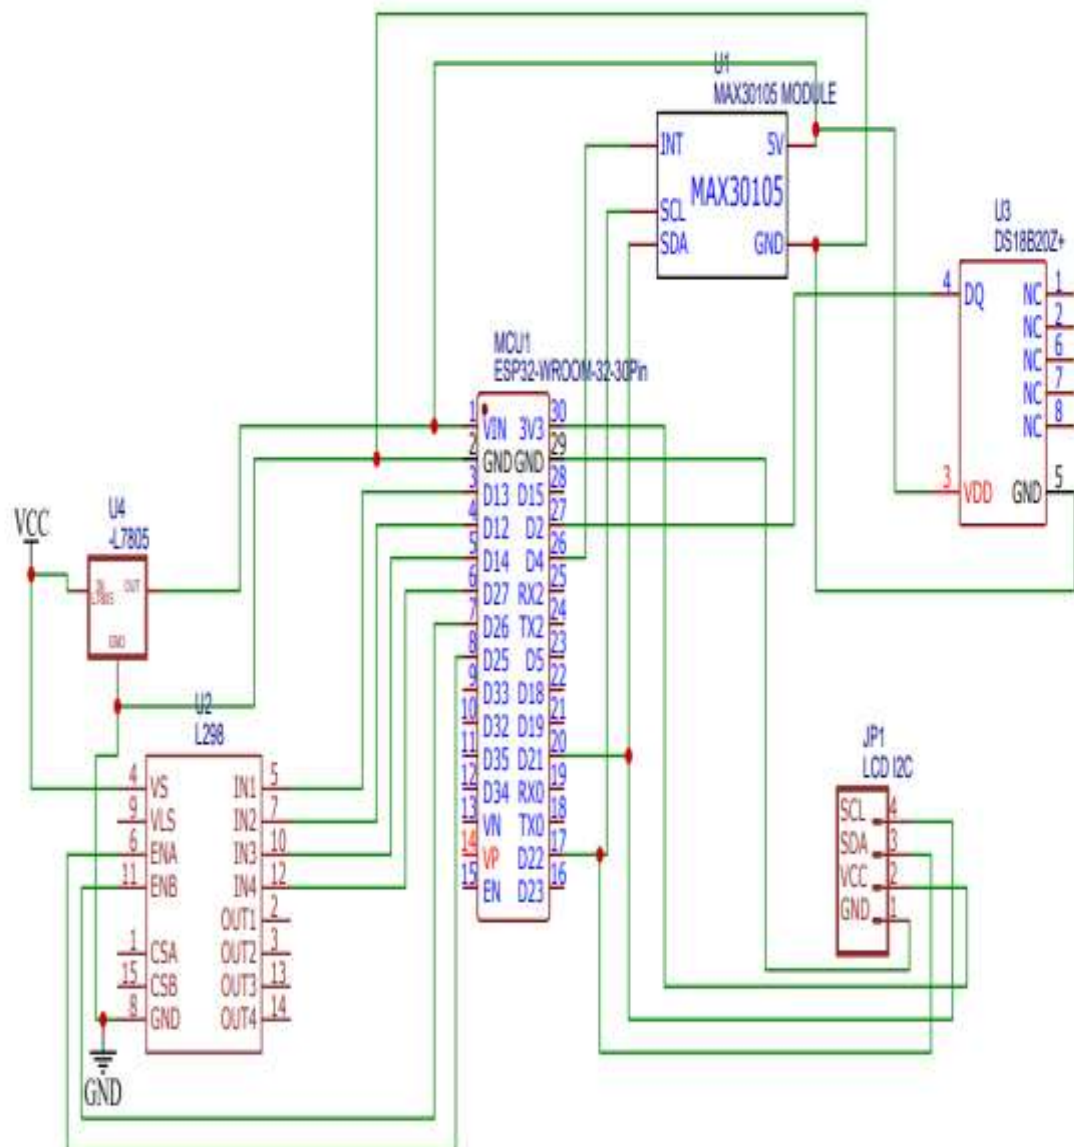 U1
MAX30105 MODULE
INT
5V
MAX30105
SCL
SDA
GND
U3
DS18B20Z+
4
DQ
NC
1
NC
2
NC
6
NC
7
NC
8
3
VDD
GND
5
MCU1
ESP32-WROOM-32-30Pin
1
VIN
3V3
30
2
GND
GND
29
3
D13
D15
28
4
D12
D2
27
5
D14
D4
26
6
D27
RX2
25
7
D26
TX2
24
8
D25
D5
23
9
D33
D18
22
10
D32
D19
21
11
D35
D21
20
12
D34
RX0
19
13
VN
TX0
18
14
VP
D22
17
15
EN
D23
16
VCC
U4
-L7805
IN
OUT
L7805
GND
U2
L298
4
VS
IN1
5
9
VLS
IN2
7
6
ENA
IN3
10
11
ENB
IN4
12
OUT1
2
1
CSA
OUT2
3
15
CSB
OUT3
13
8
GND
OUT4
14
GND
JP1
LCD I2C
SCL
4
SDA
3
VCC
2
GND
1